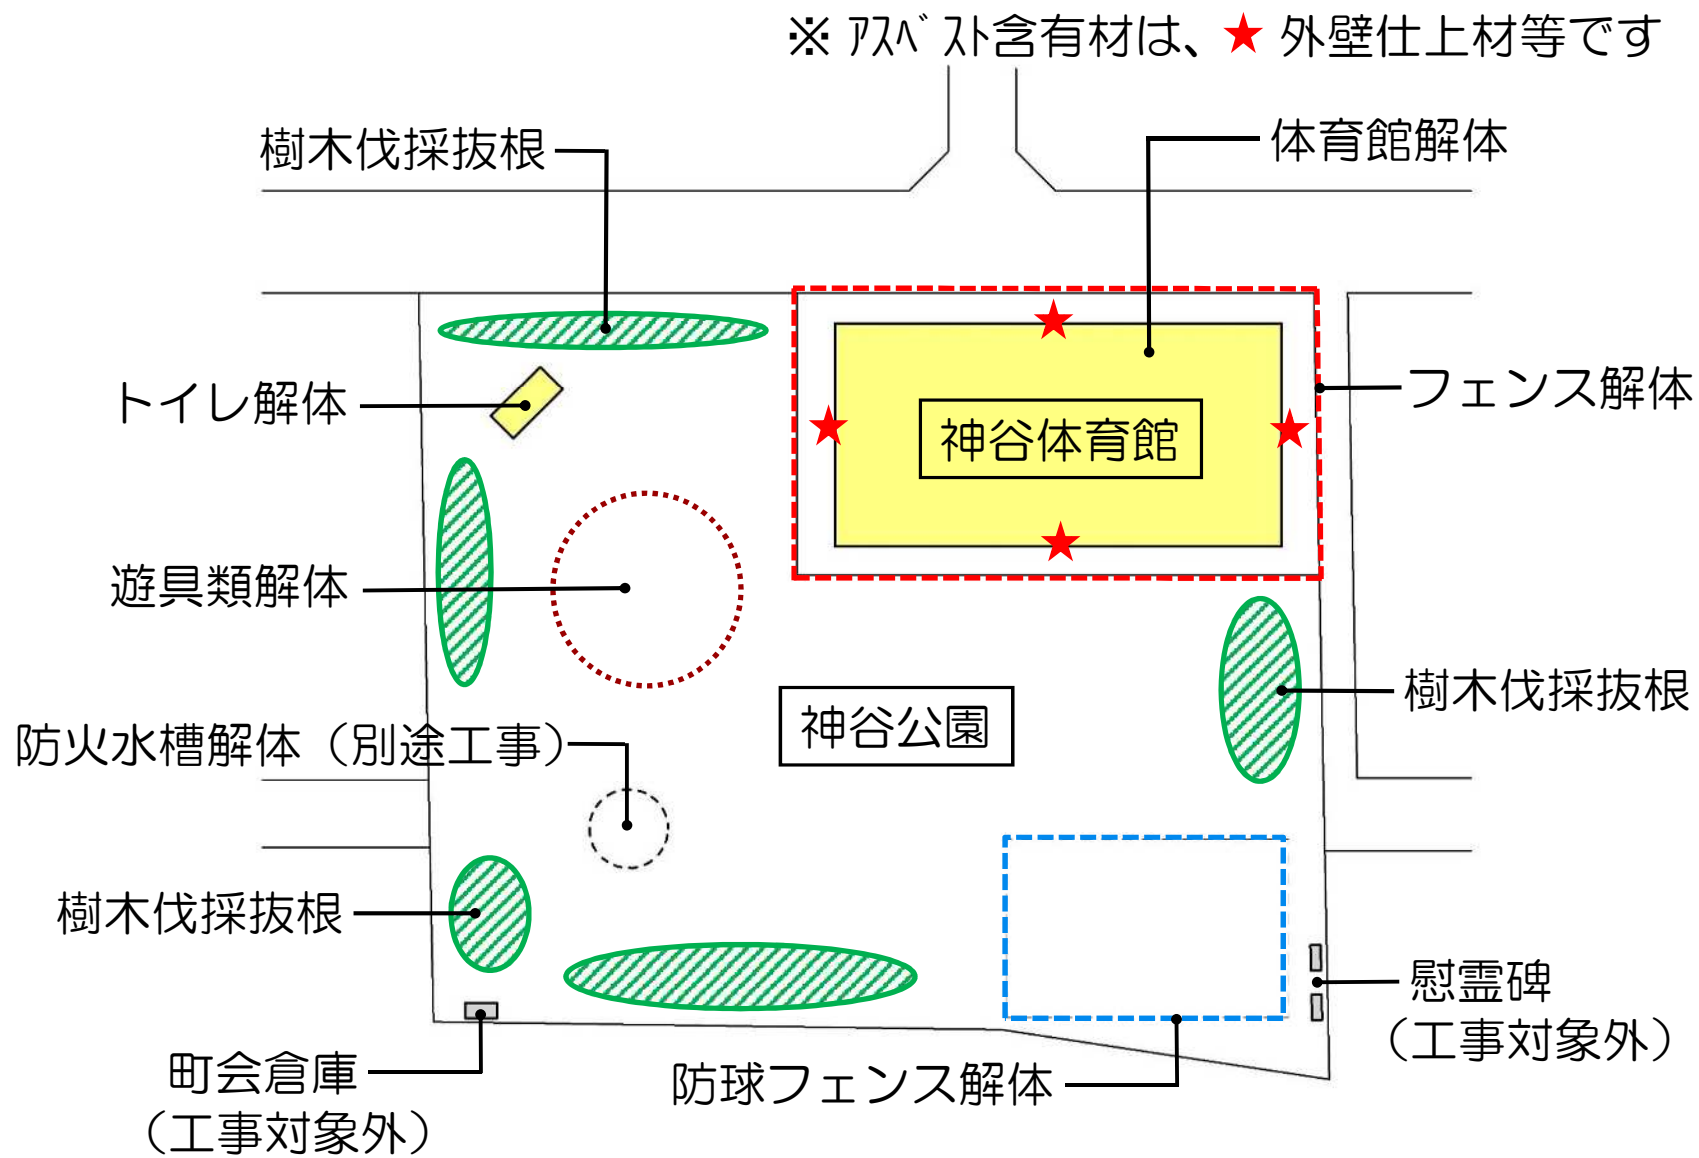 ※ ｱｽﾍﾞｽﾄ含有材は、★ 外壁仕上材等です
樹木伐採抜根
体育館解体
トイレ解体
フェンス解体
神谷体育館
遊具類解体
樹木伐採抜根
神谷公園
防火水槽解体（別途工事）
樹木伐採抜根
慰霊碑
（工事対象外）
町会倉庫
（工事対象外）
防球フェンス解体